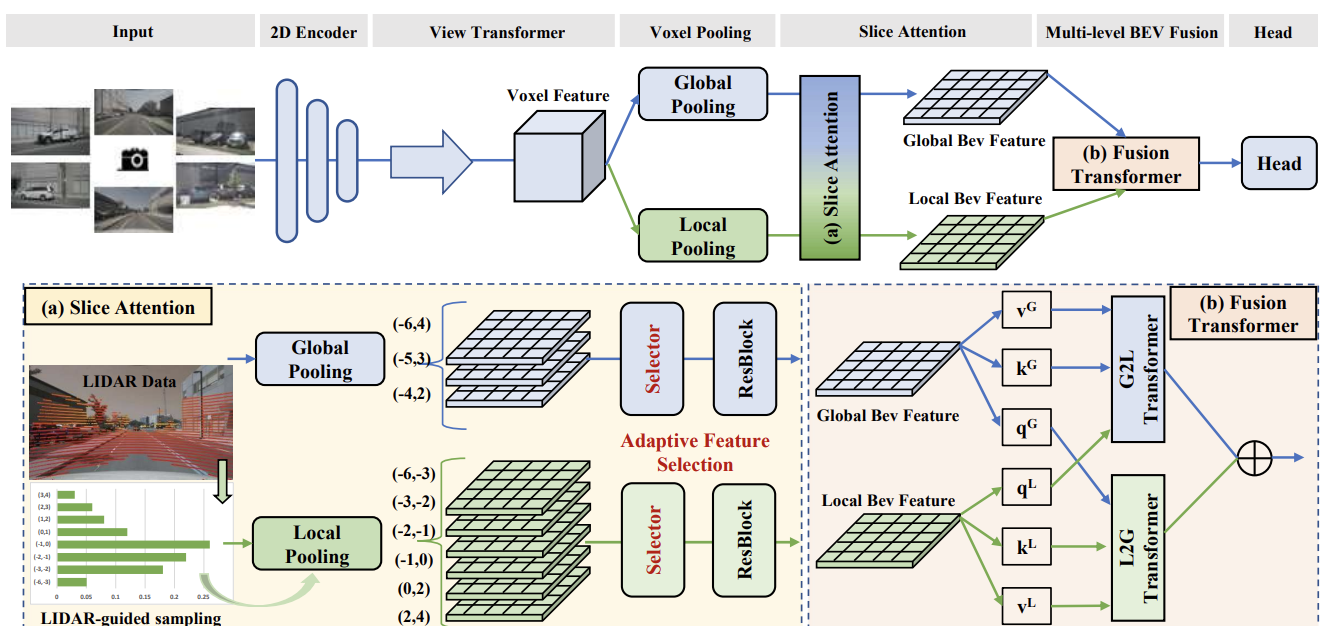 Input
2D Encoder
View Transformer
Voxel Pooling
Slice Attention
Multi-level BEV Fusion
Head
Voxel Feature
Global
Pooling
Local
Pooling
(a) Slice Attention
Global Bev Feature
Local Bev Feature
(b) Fusion
Transformer
Head
(a) Slice Attention
Global
Pooling
(-6,4)
(-5,3)
(-4,2)
Selector
ResBlock
LIDAR Data
Adaptive Feature
Selection
(3,4)
(2,3)
(1,2)
(0,1)
(-1,0)
(-2,-1)
(-3,-2)
(-6,-3)
0 0.05 0.1 0.15 0.2 0.25
LIDAR-guided sampling
Local
Pooling
(-6,-3)
(-3,-2)
(-2,-1)
(-1,0)
(0,2)
(2,4)
Selector
ResBlock
(b) Fusion
Transformer
Global Bev Feature
v^G
k^G
q^G
G2L
Transformer
Local Bev Feature
q^L
k^L
v^L
L2G
Transformer